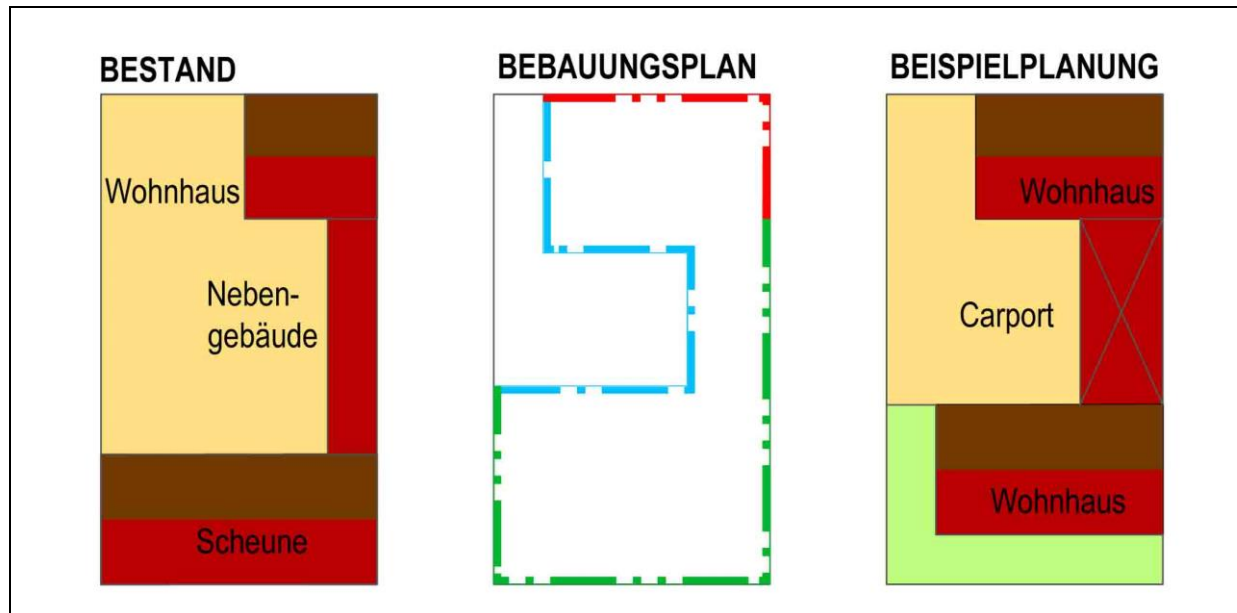 BESTAND
Wohnhaus
Neben-
gebäude
Scheune
BEBAUUNGSPLAN
BEISPIELPLANUNG
Wohnhaus
Carport
Wohnhaus